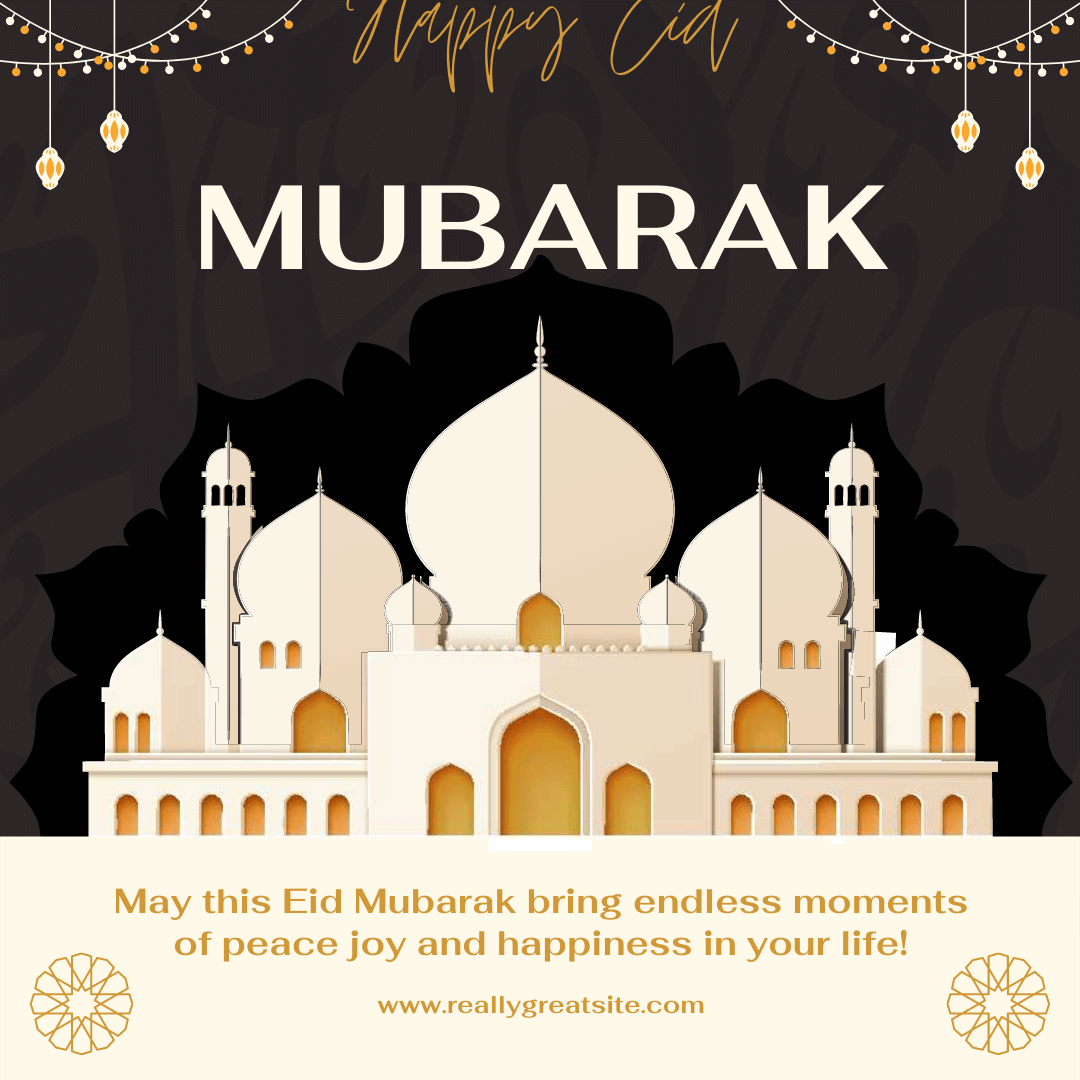 Happy Eid
MUBARAK
May this Eid Mubarak bring endless moments
of peace joy and happiness in your life!
www.reallygreatsite.com